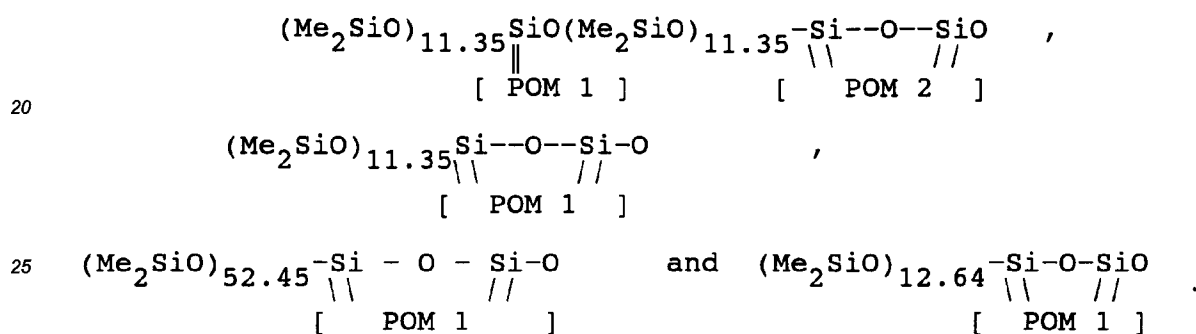 (Me2SiO)11.35SiO(Me2SiO)11.35-Si--O--SiO ,
|| \\ //
[ POM 1 ] [ POM 2 ]
20
(Me2SiO)11.35Si--O--Si-O ,
\\ //
[ POM 1 ]
25 (Me2SiO)52.45-Si - O - Si-O and (Me2SiO)12.64-Si-O-SiO
\\ // \\ // .
[ POM 1 ] [ POM 1 ]